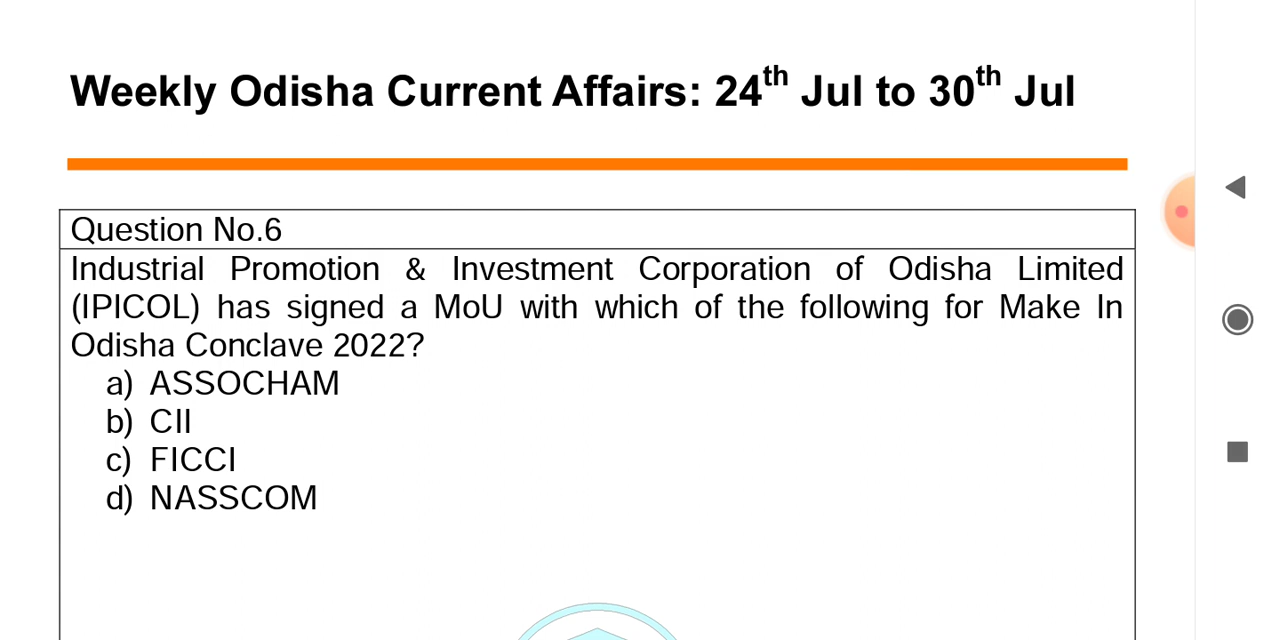 Weekly Odisha Current Affairs: 24th Jul to 30th Jul
Question No.6
Industrial Promotion & Investment Corporation of Odisha Limited
(IPICOL) has signed a MoU with which of the following for Make In
Odisha Conclave 2022?
a) ASSOCHAM
b) CII
c) FICCI
d) NASSCOM